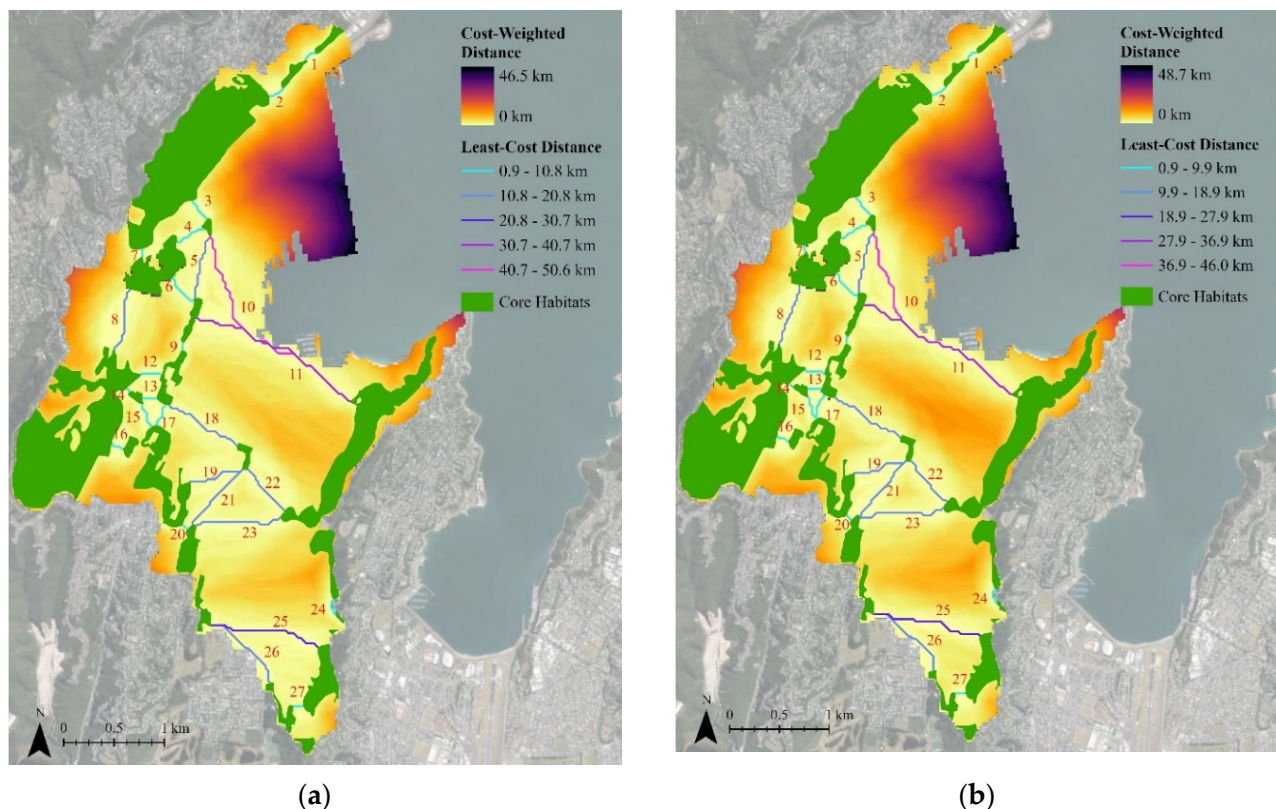 Cost-Weighted
Distance
46.5 km
0 km
Least-Cost Distance
0.9 - 10.8 km
10.8 - 20.8 km
20.8 - 30.7 km
30.7 - 40.7 km
40.7 - 50.6 km
Core Habitats
1
2
3
4
5
7
6
10
8
9
12
11
13
14
15
18
17
16
19
22
21
20
23
24
25
26
27
N
0 0.5 1 km
(a)
Cost-Weighted
Distance
48.7 km
0 km
Least-Cost Distance
0.9 - 9.9 km
9.9 - 18.9 km
18.9 - 27.9 km
27.9 - 36.9 km
36.9 - 46.0 km
Core Habitats
1
2
3
4
5
7
6
10
8
9
12
11
13
14
15
18
17
16
19
22
21
20
23
24
25
26
27
N
0 0.5 1 km
(b)